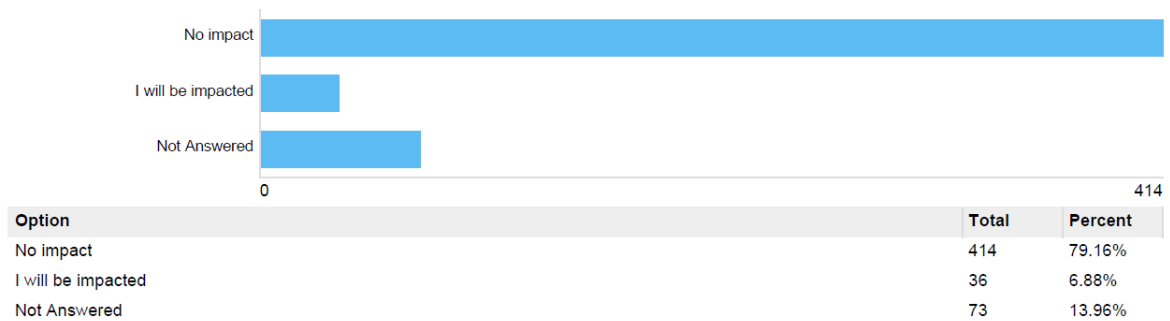 No impact
I will be impacted
Not Answered
0 414
Option Total Percent
No impact 414 79.16%
I will be impacted 36 6.88%
Not Answered 73 13.96%